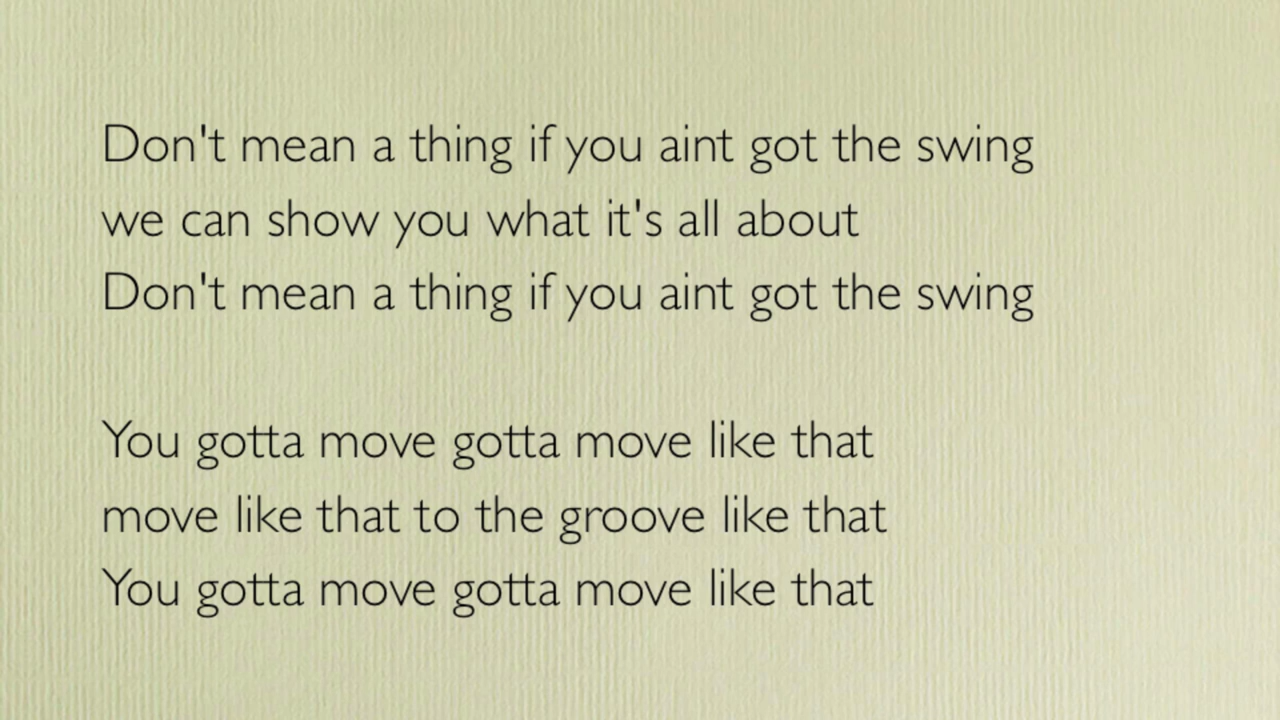 Don't mean a thing if you aint got the swing
we can show you what it's all about
Don't mean a thing if you aint got the swing
You gotta move gotta move like that
move like that to the groove like that
You gotta move gotta move like that